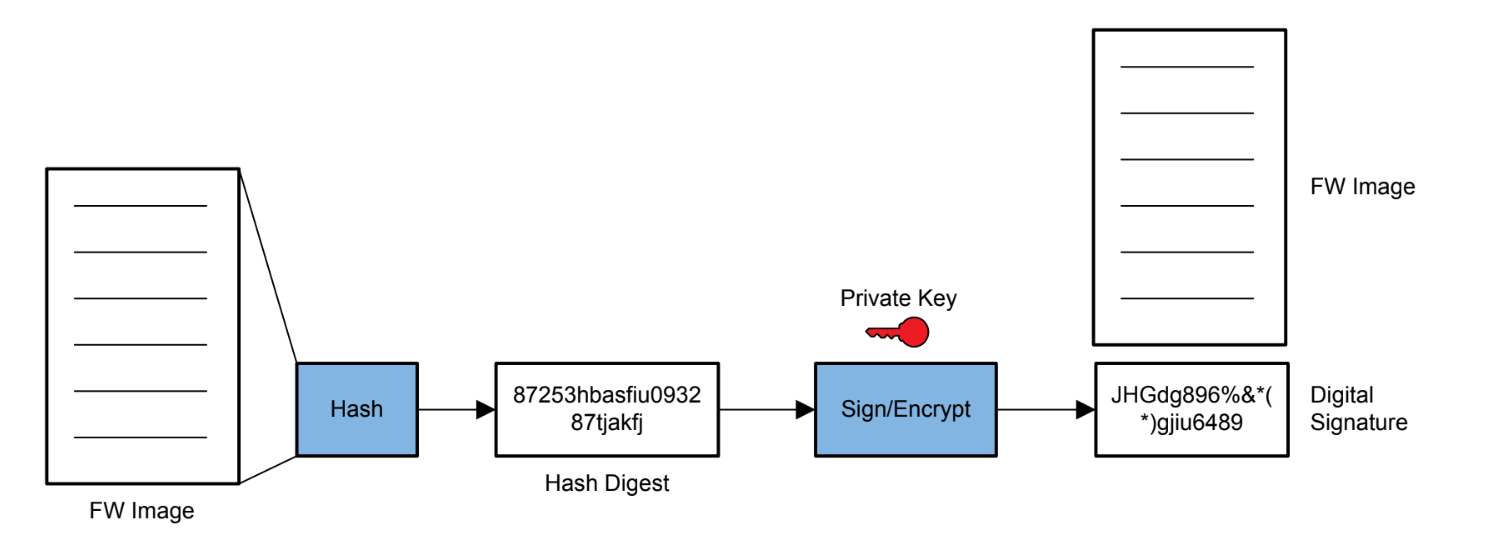 FW Image
Hash
87253hbasfiu0932
87tjakfj
Hash Digest
Private Key
Sign/Encrypt
FW Image
JHGdg896%&*(
*)gjiu6489
Digital
Signature